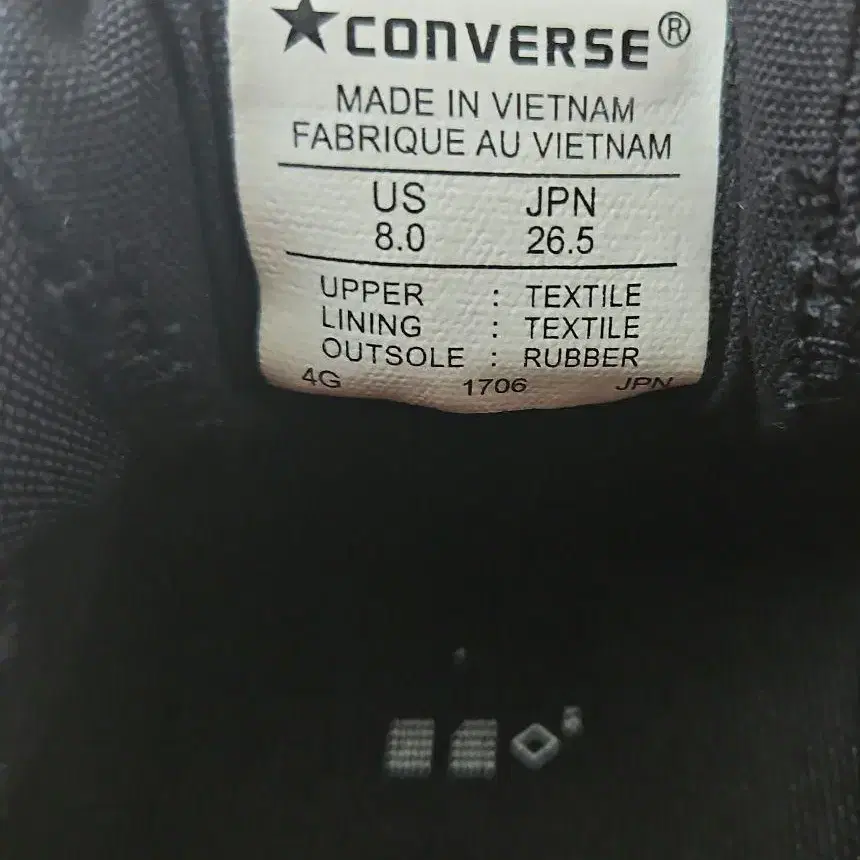 ★CONVERSE®
MADE IN VIETNAM
FABRIQUE AU VIETNAM
US JPN
8.0 26.5
UPPER : TEXTILE
LINING : TEXTILE
OUTSOLE : RUBBER
4G 1706 JPN